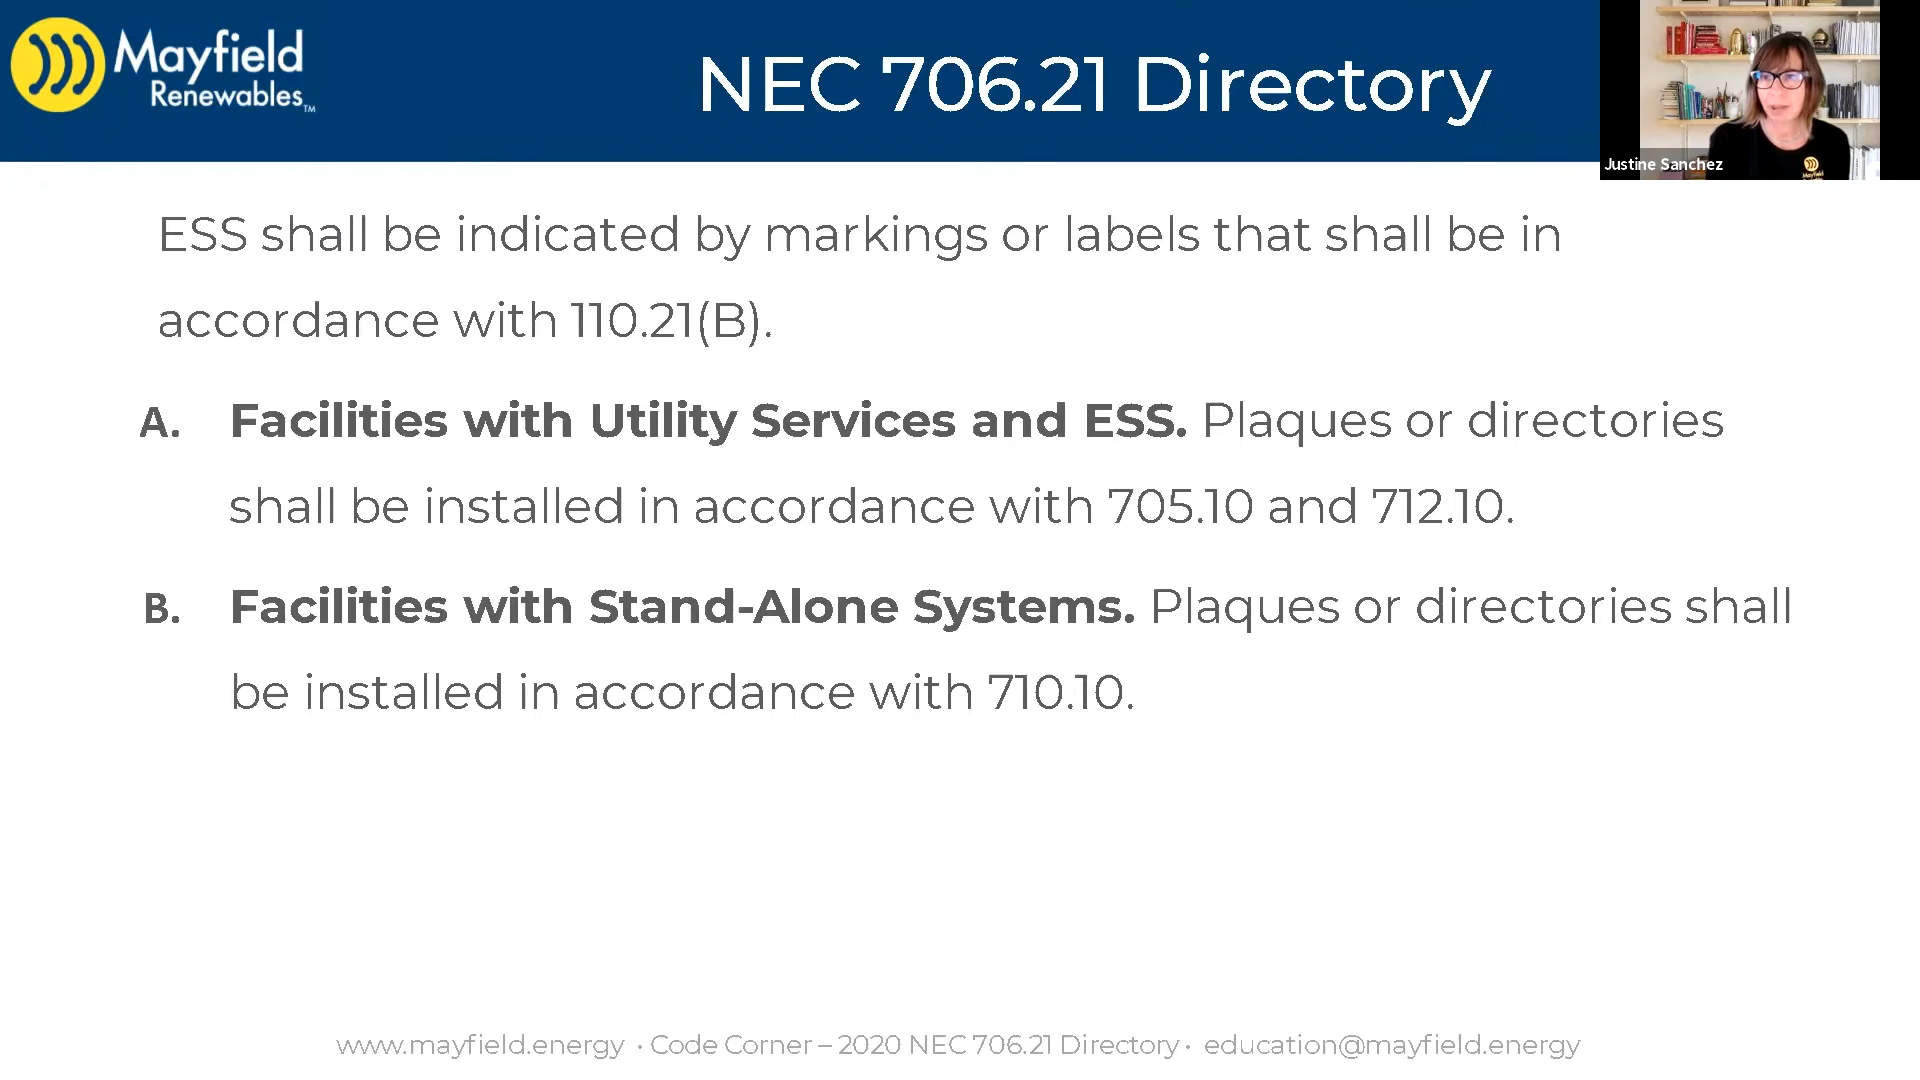 Mayfield
Renewables™
NEC 706.21 Directory
Justine Sanchez
ESS shall be indicated by markings or labels that shall be in
accordance with 110.21(B).
A. Facilities with Utility Services and ESS. Plaques or directories
shall be installed in accordance with 705.10 and 712.10.
B. Facilities with Stand-Alone Systems. Plaques or directories shall
be installed in accordance with 710.10.
www.mayfield.energy · Code Corner – 2020 NEC 706.21 Directory · education@mayfield.energy